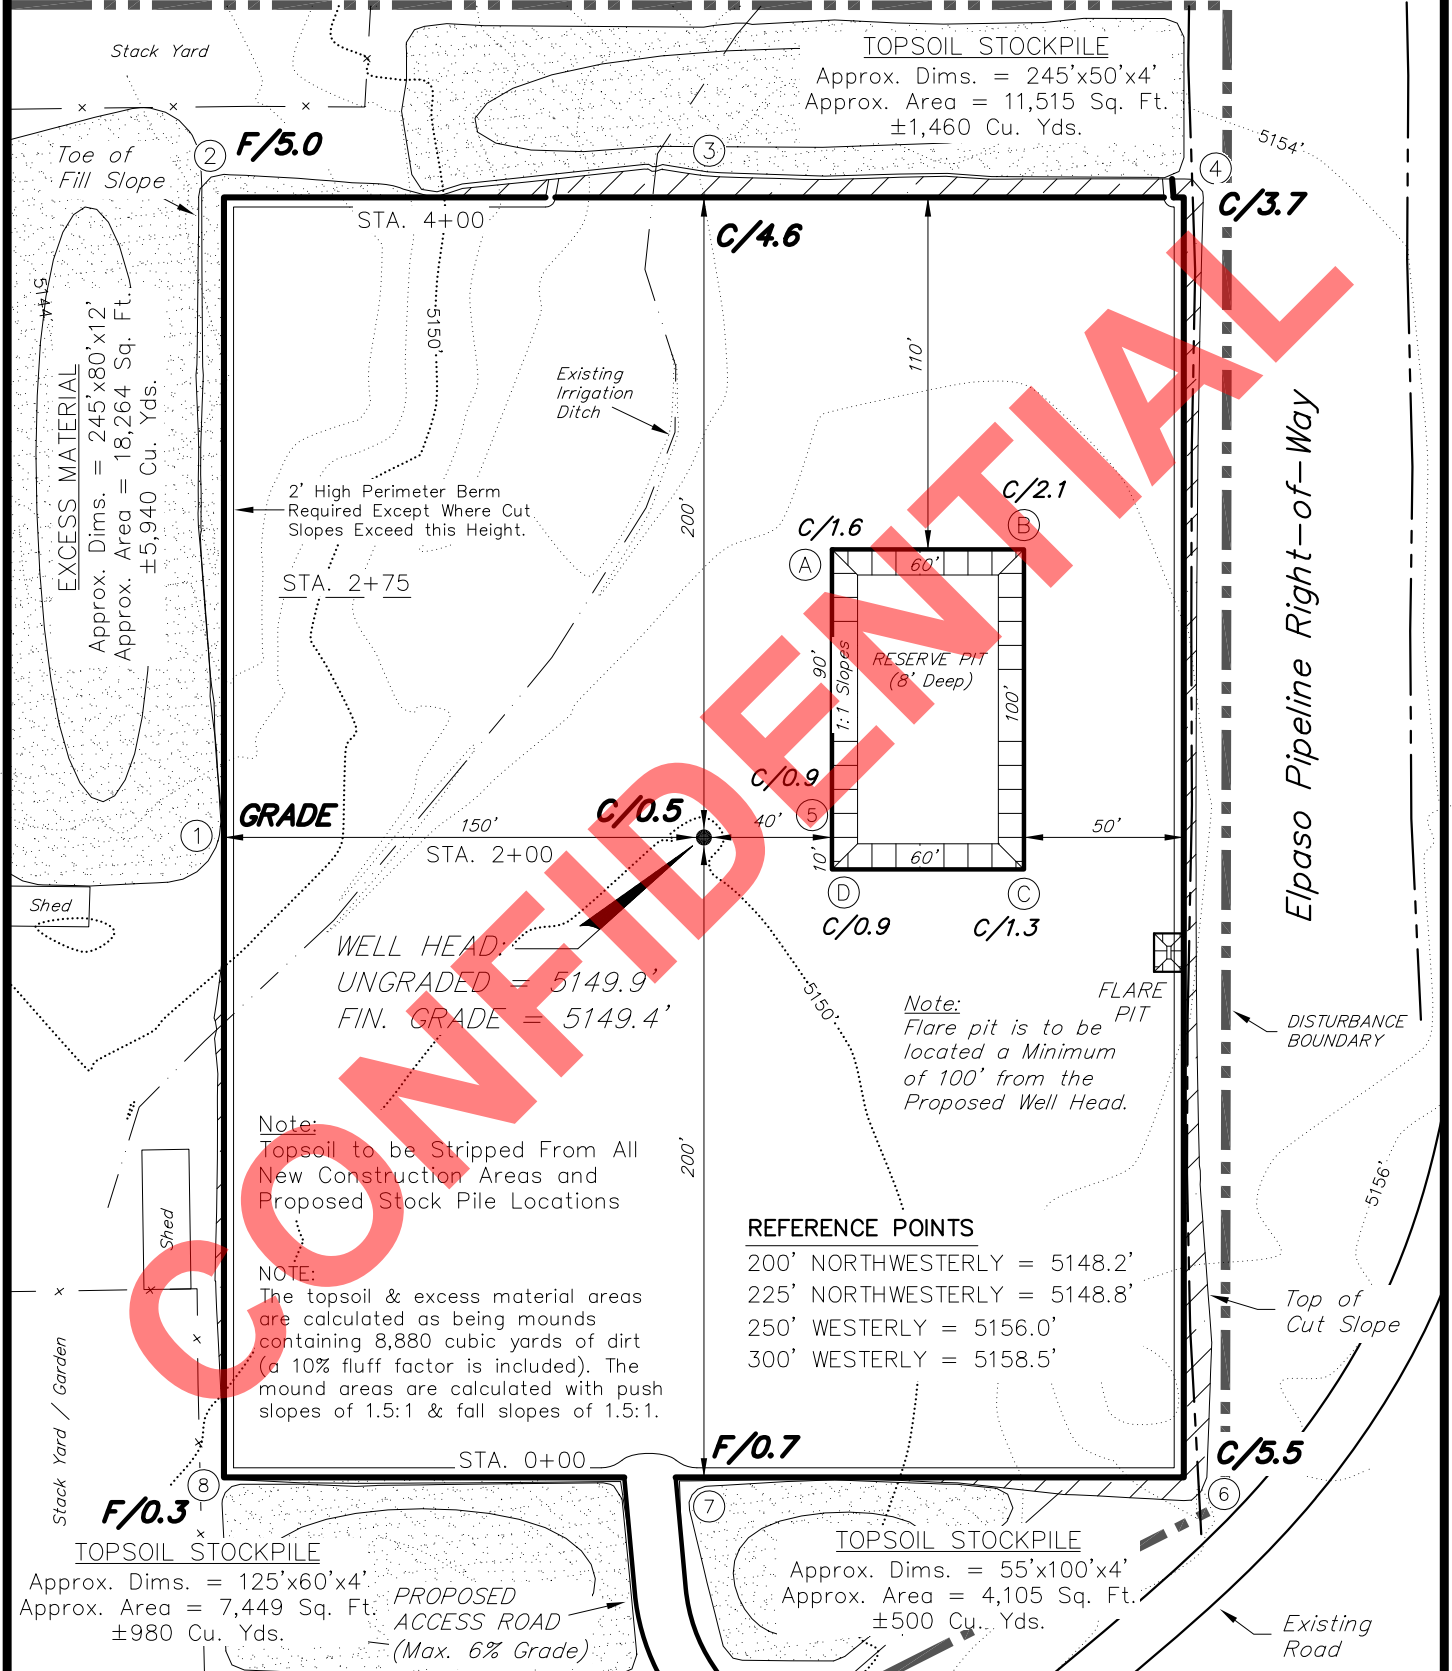 Stack Yard
TOPSOIL STOCKPILE
Approx. Dims. = 245'x50'x4'
Approx. Area = 11,515 Sq. Ft.
±1,460 Cu. Yds.
5154'
2
F/5.0
3
4
C/3.7
Toe of
Fill Slope
STA. 4+00
C/4.6
5144'
EXCESS MATERIAL
Approx. Dims. = 245'x80'x12'
Approx. Area = 18,264 Sq. Ft.
±5,940 Cu. Yds.
5150'
110'
Existing
Irrigation
Ditch
Elpaso Pipeline Right-of-Way
2' High Perimeter Berm
Required Except Where Cut
Slopes Exceed this Height.
200'
C/2.1
B
C/1.6
A
60'
STA. 2+75
RESERVE PIT
(8' Deep)
90'
1:1 Slopes
100'
C/0.9
5
1
GRADE
150'
C/0.5
40'
50'
STA. 2+00
10'
60'
D
C
C/0.9
C/1.3
Shed
WELL HEAD:
UNGRADED = 5149.9'
FIN. GRADE = 5149.4'
5150'
FLARE
PIT
Note:
Flare pit is to be
located a Minimum
of 100' from the
Proposed Well Head.
DISTURBANCE
BOUNDARY
Note:
Topsoil to be Stripped From All
New Construction Areas and
Proposed Stock Pile Locations
200'
5156'
Shed
REFERENCE POINTS
200' NORTHWESTERLY = 5148.2'
225' NORTHWESTERLY = 5148.8'
250' WESTERLY = 5156.0'
300' WESTERLY = 5158.5'
NOTE:
The topsoil & excess material areas
are calculated as being mounds
containing 8,880 cubic yards of dirt
(a 10% fluff factor is included). The
mound areas are calculated with push
slopes of 1.5:1 & fall slopes of 1.5:1.
Top of
Cut Slope
Stack Yard / Garden
STA. 0+00
F/0.7
C/5.5
8
F/0.3
7
6
TOPSOIL STOCKPILE
Approx. Dims. = 125'x60'x4'
Approx. Area = 7,449 Sq. Ft.
±980 Cu. Yds.
PROPOSED
ACCESS ROAD
(Max. 6% Grade)
TOPSOIL STOCKPILE
Approx. Dims. = 55'x100'x4'
Approx. Area = 4,105 Sq. Ft.
±500 Cu. Yds.
Existing
Road
CONFIDENTIAL